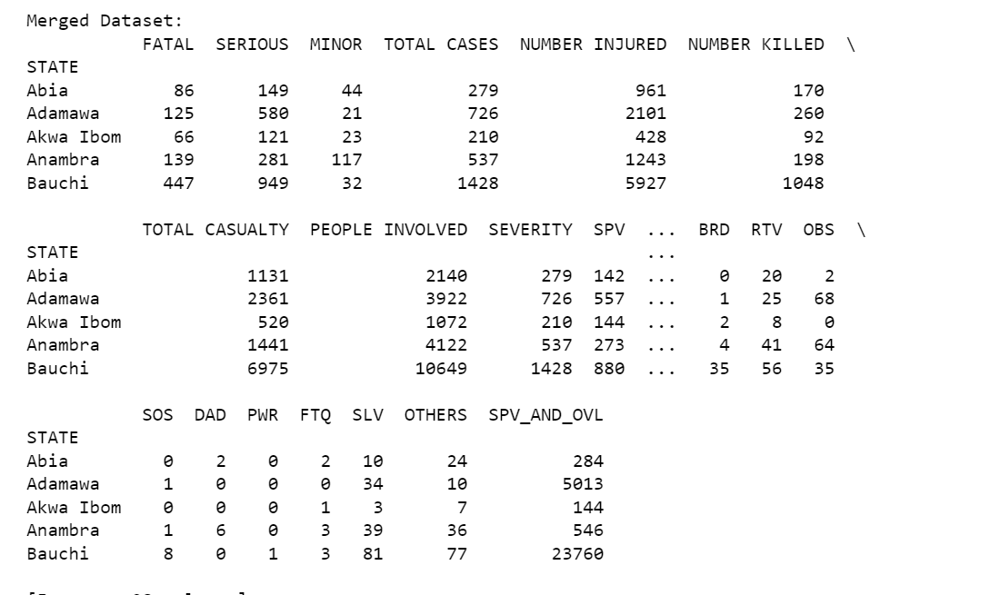 Merged Dataset:
FATAL SERIOUS MINOR TOTAL CASES NUMBER INJURED NUMBER KILLED \
STATE
Abia 86 149 44 279 961 170
Adamawa 125 580 21 726 2101 260
Akwa Ibom 66 121 23 210 428 92
Anambra 139 281 117 537 1243 198
Bauchi 447 949 32 1428 5927 1048
TOTAL CASUALTY PEOPLE INVOLVED SEVERITY SPV ... BRD RTV OBS \
STATE ...
Abia 1131 2140 279 142 ... 0 20 2
Adamawa 2361 3922 726 557 ... 1 25 68
Akwa Ibom 520 1072 210 144 ... 2 8 0
Anambra 1441 4122 537 273 ... 4 41 64
Bauchi 6975 10649 1428 880 ... 35 56 35
SOS DAD PWR FTQ SLV OTHERS SPV_AND_OVL
STATE
Abia 0 2 0 2 10 24 284
Adamawa 1 0 0 0 34 10 5013
Akwa Ibom 0 0 0 1 3 7 144
Anambra 1 6 0 3 39 36 546
Bauchi 8 0 1 3 81 77 23760